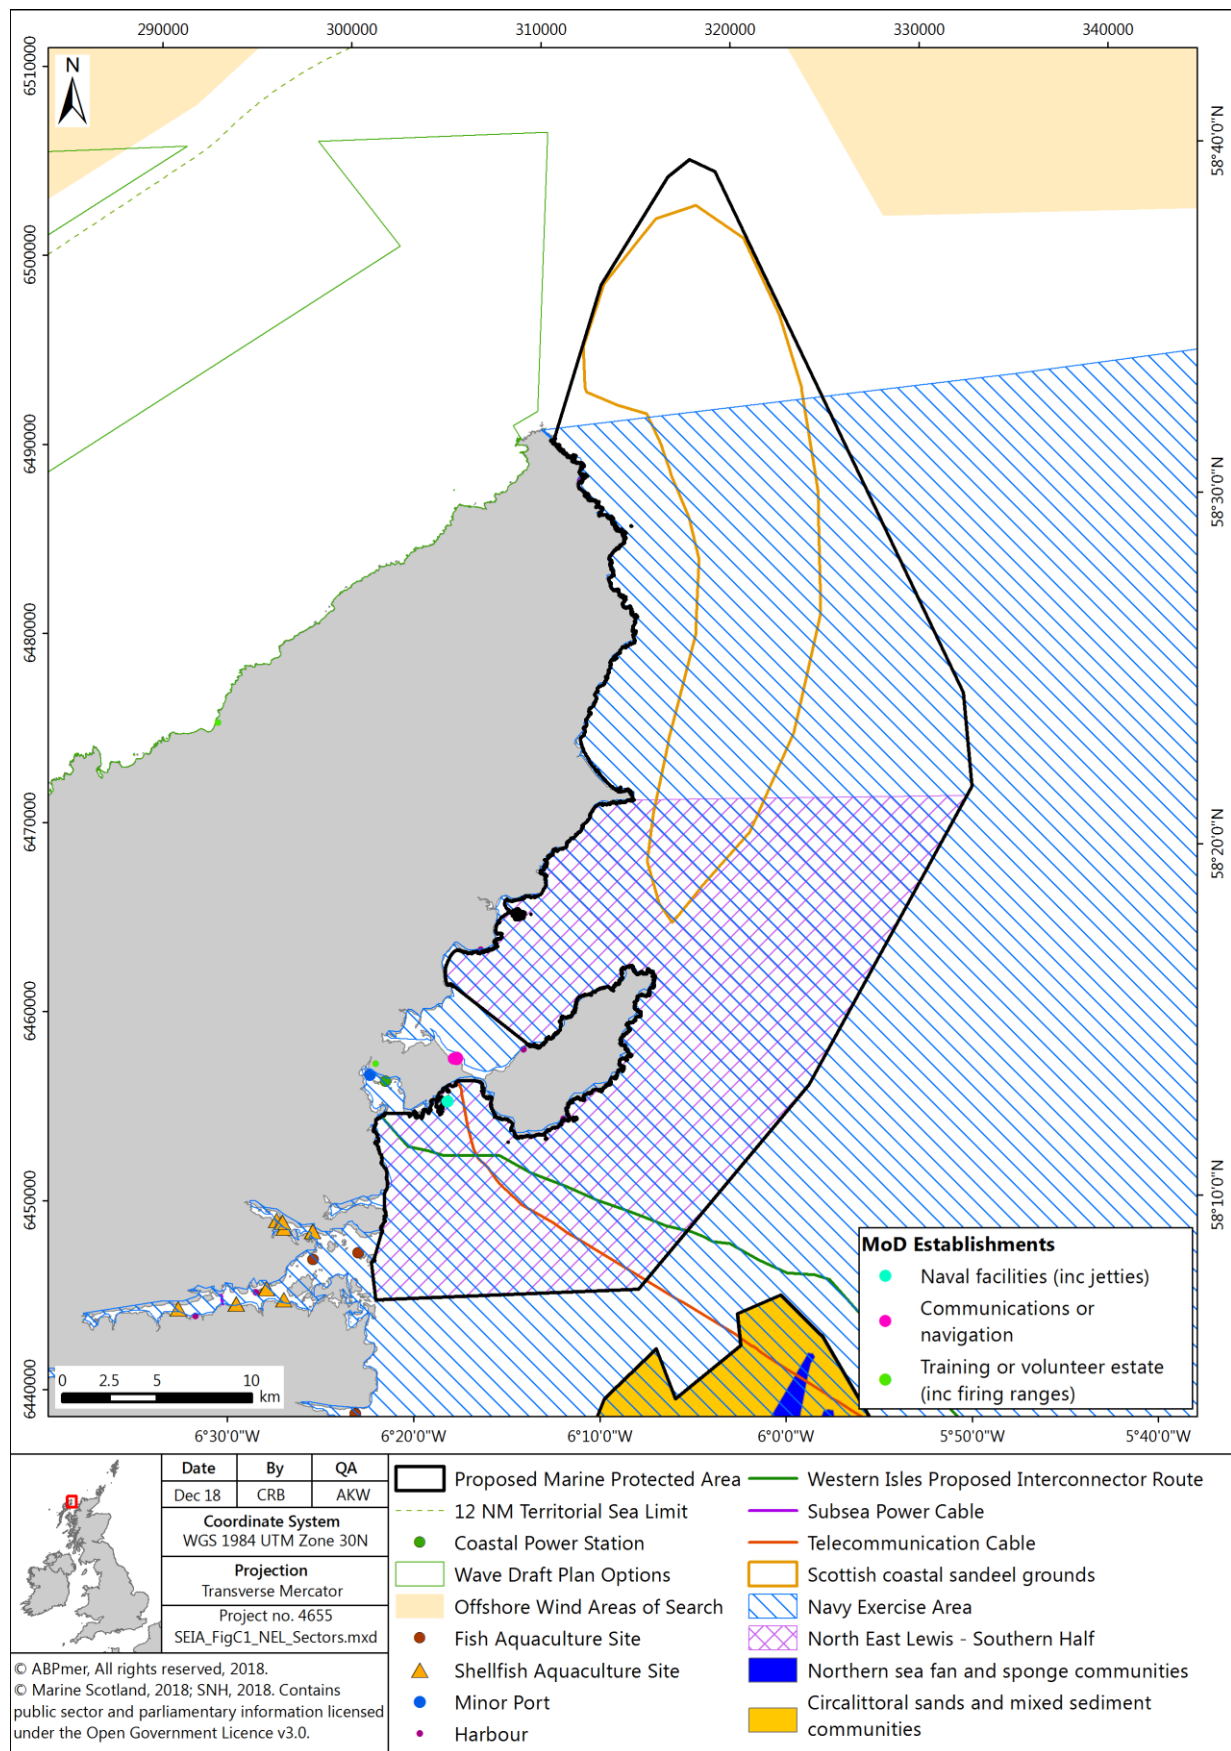 290000
300000
310000
320000
330000
340000
6510000
6500000
6490000
6480000
6470000
6460000
6450000
6440000
N
58°40'0"N
58°30'0"N
58°20'0"N
58°10'0"N
MoD Establishments
Naval facilities (inc jetties)
Communications or
navigation
Training or volunteer estate
(inc firing ranges)
0 2.5 5 10
km
6°30'0"W
6°20'0"W
6°10'0"W
6°0'0"W
5°50'0"W
5°40'0"W
Date By QA
Dec 18 CRB AKW
Coordinate System
WGS 1984 UTM Zone 30N
Projection
Transverse Mercator
Project no. 4655
SEIA_FigC1_NEL_Sectors.mxd
© ABPmer, All rights reserved, 2018.
© Marine Scotland, 2018; SNH, 2018. Contains
public sector and parliamentary information licensed
under the Open Government Licence v3.0.
Proposed Marine Protected Area
12 NM Territorial Sea Limit
Coastal Power Station
Wave Draft Plan Options
Offshore Wind Areas of Search
Fish Aquaculture Site
Shellfish Aquaculture Site
Minor Port
Harbour
Western Isles Proposed Interconnector Route
Subsea Power Cable
Telecommunication Cable
Scottish coastal sandeel grounds
Navy Exercise Area
North East Lewis - Southern Half
Northern sea fan and sponge communities
Circalittoral sands and mixed sediment
communities